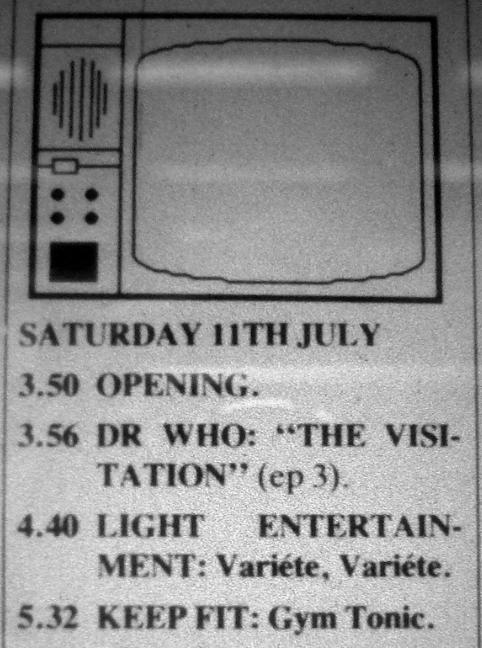 SATURDAY 11TH JULY
3.50 OPENING.
3.56 DR WHO: “THE VISI-
TATION” (ep 3).
4.40 LIGHT ENTERTAIN-
MENT: Variéte, Variéte.
5.32 KEEP FIT: Gym Tonic.